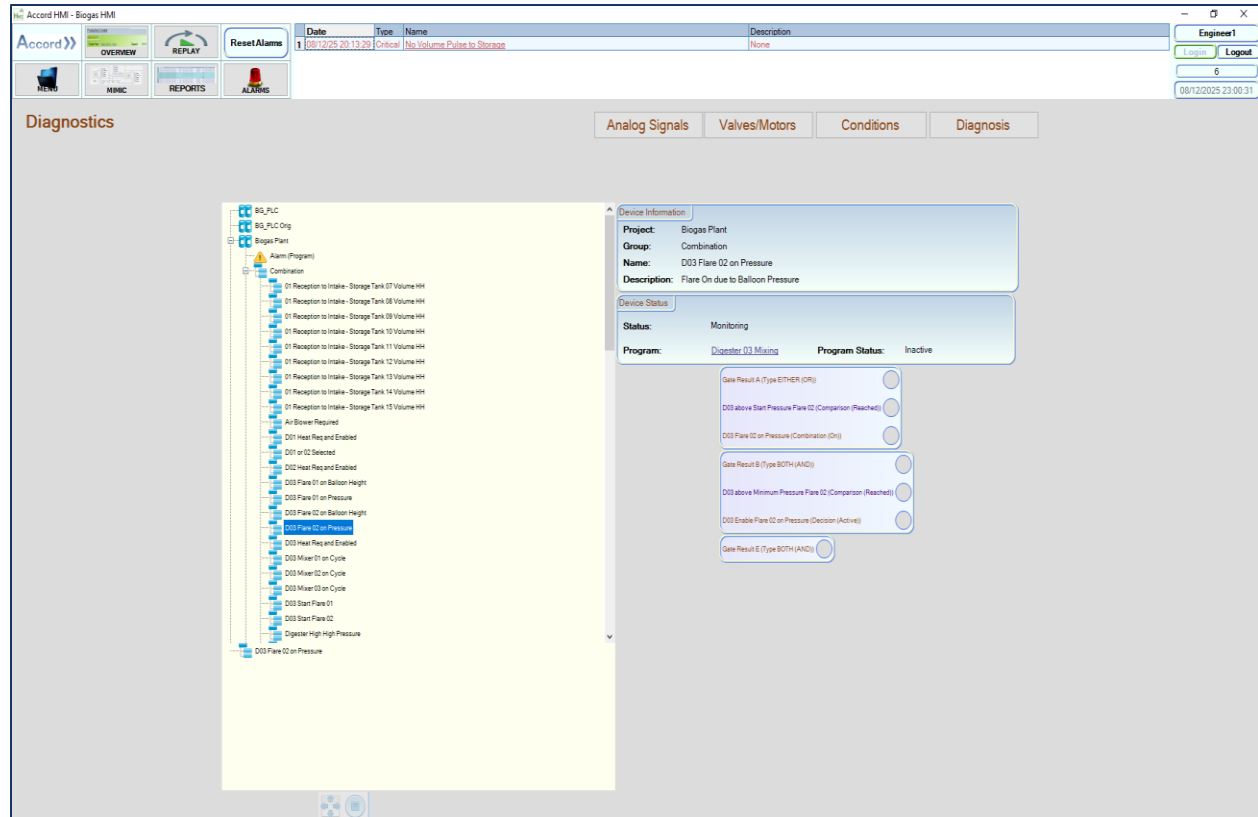 Accord HMI - Biogas HMI
Accord
OVERVIEW
REPLAY
Reset Alarms
MENU
MIMIC
REPORTS
ALARMS
Date Type Name Description
1 08/12/25 20:13:29 Critical No Volume Pulse to Storage None
Engineer1
Login Logout
6
08/12/2025 23:00:31
Diagnostics
Analog Signals Valves/Motors Conditions Diagnosis
BG_PLC
BG_PLC Orig
Biogas Plant
Alarm (Program)
Combination
01 Reception to Intake - Storage Tank 07 Volume HH
01 Reception to Intake - Storage Tank 08 Volume HH
01 Reception to Intake - Storage Tank 09 Volume HH
01 Reception to Intake - Storage Tank 10 Volume HH
01 Reception to Intake - Storage Tank 11 Volume HH
01 Reception to Intake - Storage Tank 12 Volume HH
01 Reception to Intake - Storage Tank 13 Volume HH
01 Reception to Intake - Storage Tank 14 Volume HH
01 Reception to Intake - Storage Tank 15 Volume HH
Air Blower Required
D01 Heat Req and Enabled
D01 or 02 Selected
D02 Heat Req and Enabled
D03 Flare 01 on Balloon Height
D03 Flare 01 on Pressure
D03 Flare 02 on Balloon Height
D03 Flare 02 on Pressure
D03 Heat Req and Enabled
D03 Mixer 01 on Cycle
D03 Mixer 02 on Cycle
D03 Mixer 03 on Cycle
D03 Start Flare 01
D03 Start Flare 02
Digester High High Pressure
D03 Flare 02 on Pressure
Device Information
Project: Biogas Plant
Group: Combination
Name: D03 Flare 02 on Pressure
Description: Flare On due to Balloon Pressure
Device Status
Status: Monitoring
Program: Digester 03 Mixing Program Status: Inactive
Gate Result A (Type EITHER (OR))
D03 above Start Pressure Flare 02 (Comparison (Reached))
D03 Flare 02 on Pressure (Combination (On))
Gate Result B (Type BOTH (AND))
D03 above Minimum Pressure Flare 02 (Comparison (Reached))
D03 Enable Flare 02 on Pressure (Decision (Active))
Gate Result E (Type BOTH (AND))